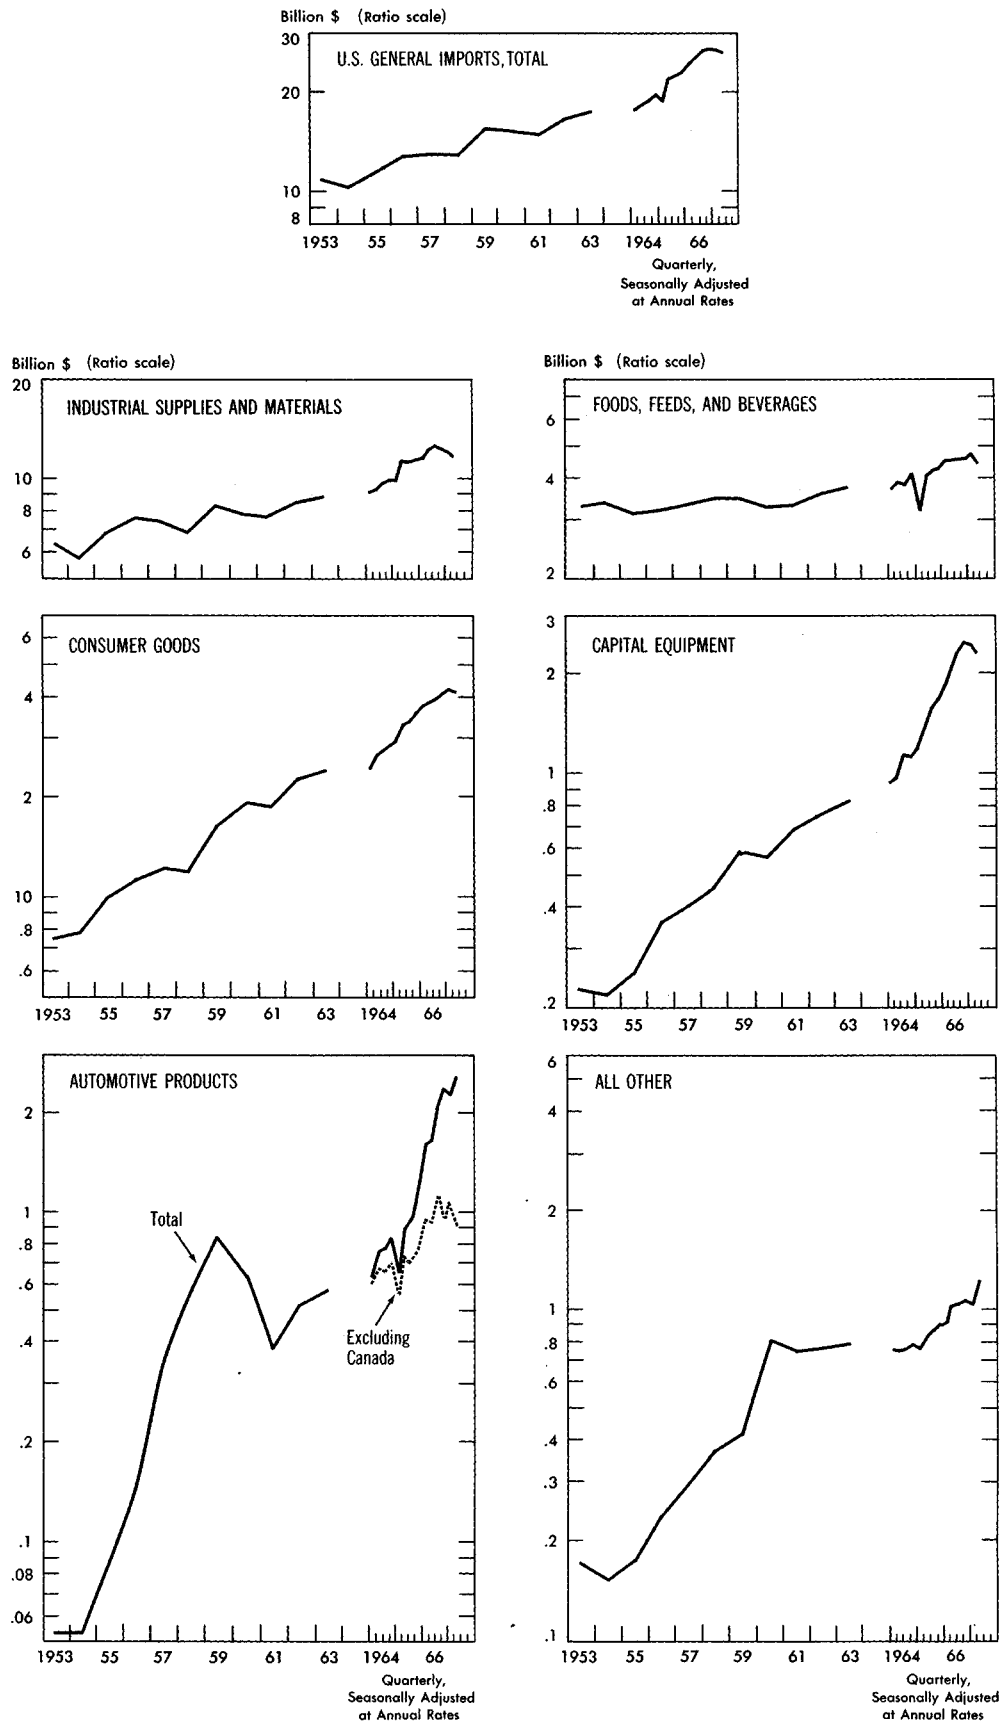 Billion $ (Ratio scale)
30
U.S. GENERAL IMPORTS, TOTAL
20
10
8
1953 55 57 59 61 63 1964 66
Quarterly,
Seasonally Adjusted
at Annual Rates
Billion $ (Ratio scale)
20
INDUSTRIAL SUPPLIES AND MATERIALS
10
8
6
Billion $ (Ratio scale)
FOODS, FEEDS, AND BEVERAGES
6
4
2
CONSUMER GOODS
6
4
2
10
.8
.6
1953 55 57 59 61 63 1964 66
3
CAPITAL EQUIPMENT
2
1
.8
.6
.4
.2
1953 55 57 59 61 63 1964 66
AUTOMOTIVE PRODUCTS
2
1
.8
.6
.4
.2
.1
.08
.06
Total
Excluding
Canada
1953 55 57 59 61 63 1964 66
Quarterly,
Seasonally Adjusted
at Annual Rates
6
ALL OTHER
4
2
1
.8
.6
.4
.3
.2
.1
1953 55 57 59 61 63 1964 66
Quarterly,
Seasonally Adjusted
at Annual Rates